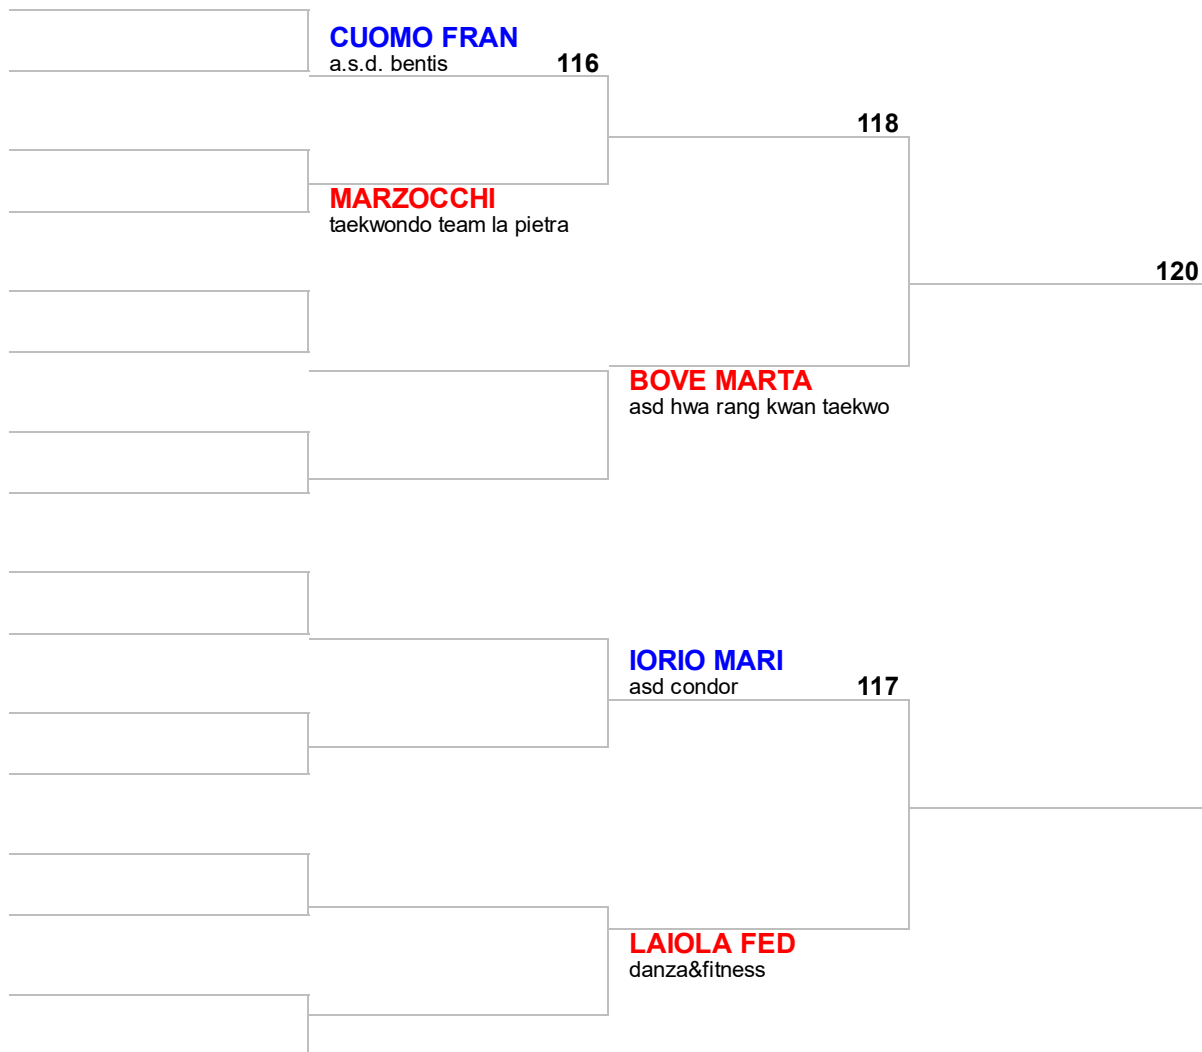 CUOMO FRAN
a.s.d. bentis
116
118
MARZOCCHI
taekwondo team la pietra
120
BOVE MARTA
asd hwa rang kwan taekwo
IORIO MARI
asd condor
117
LAIOLA FED
danza&fitness